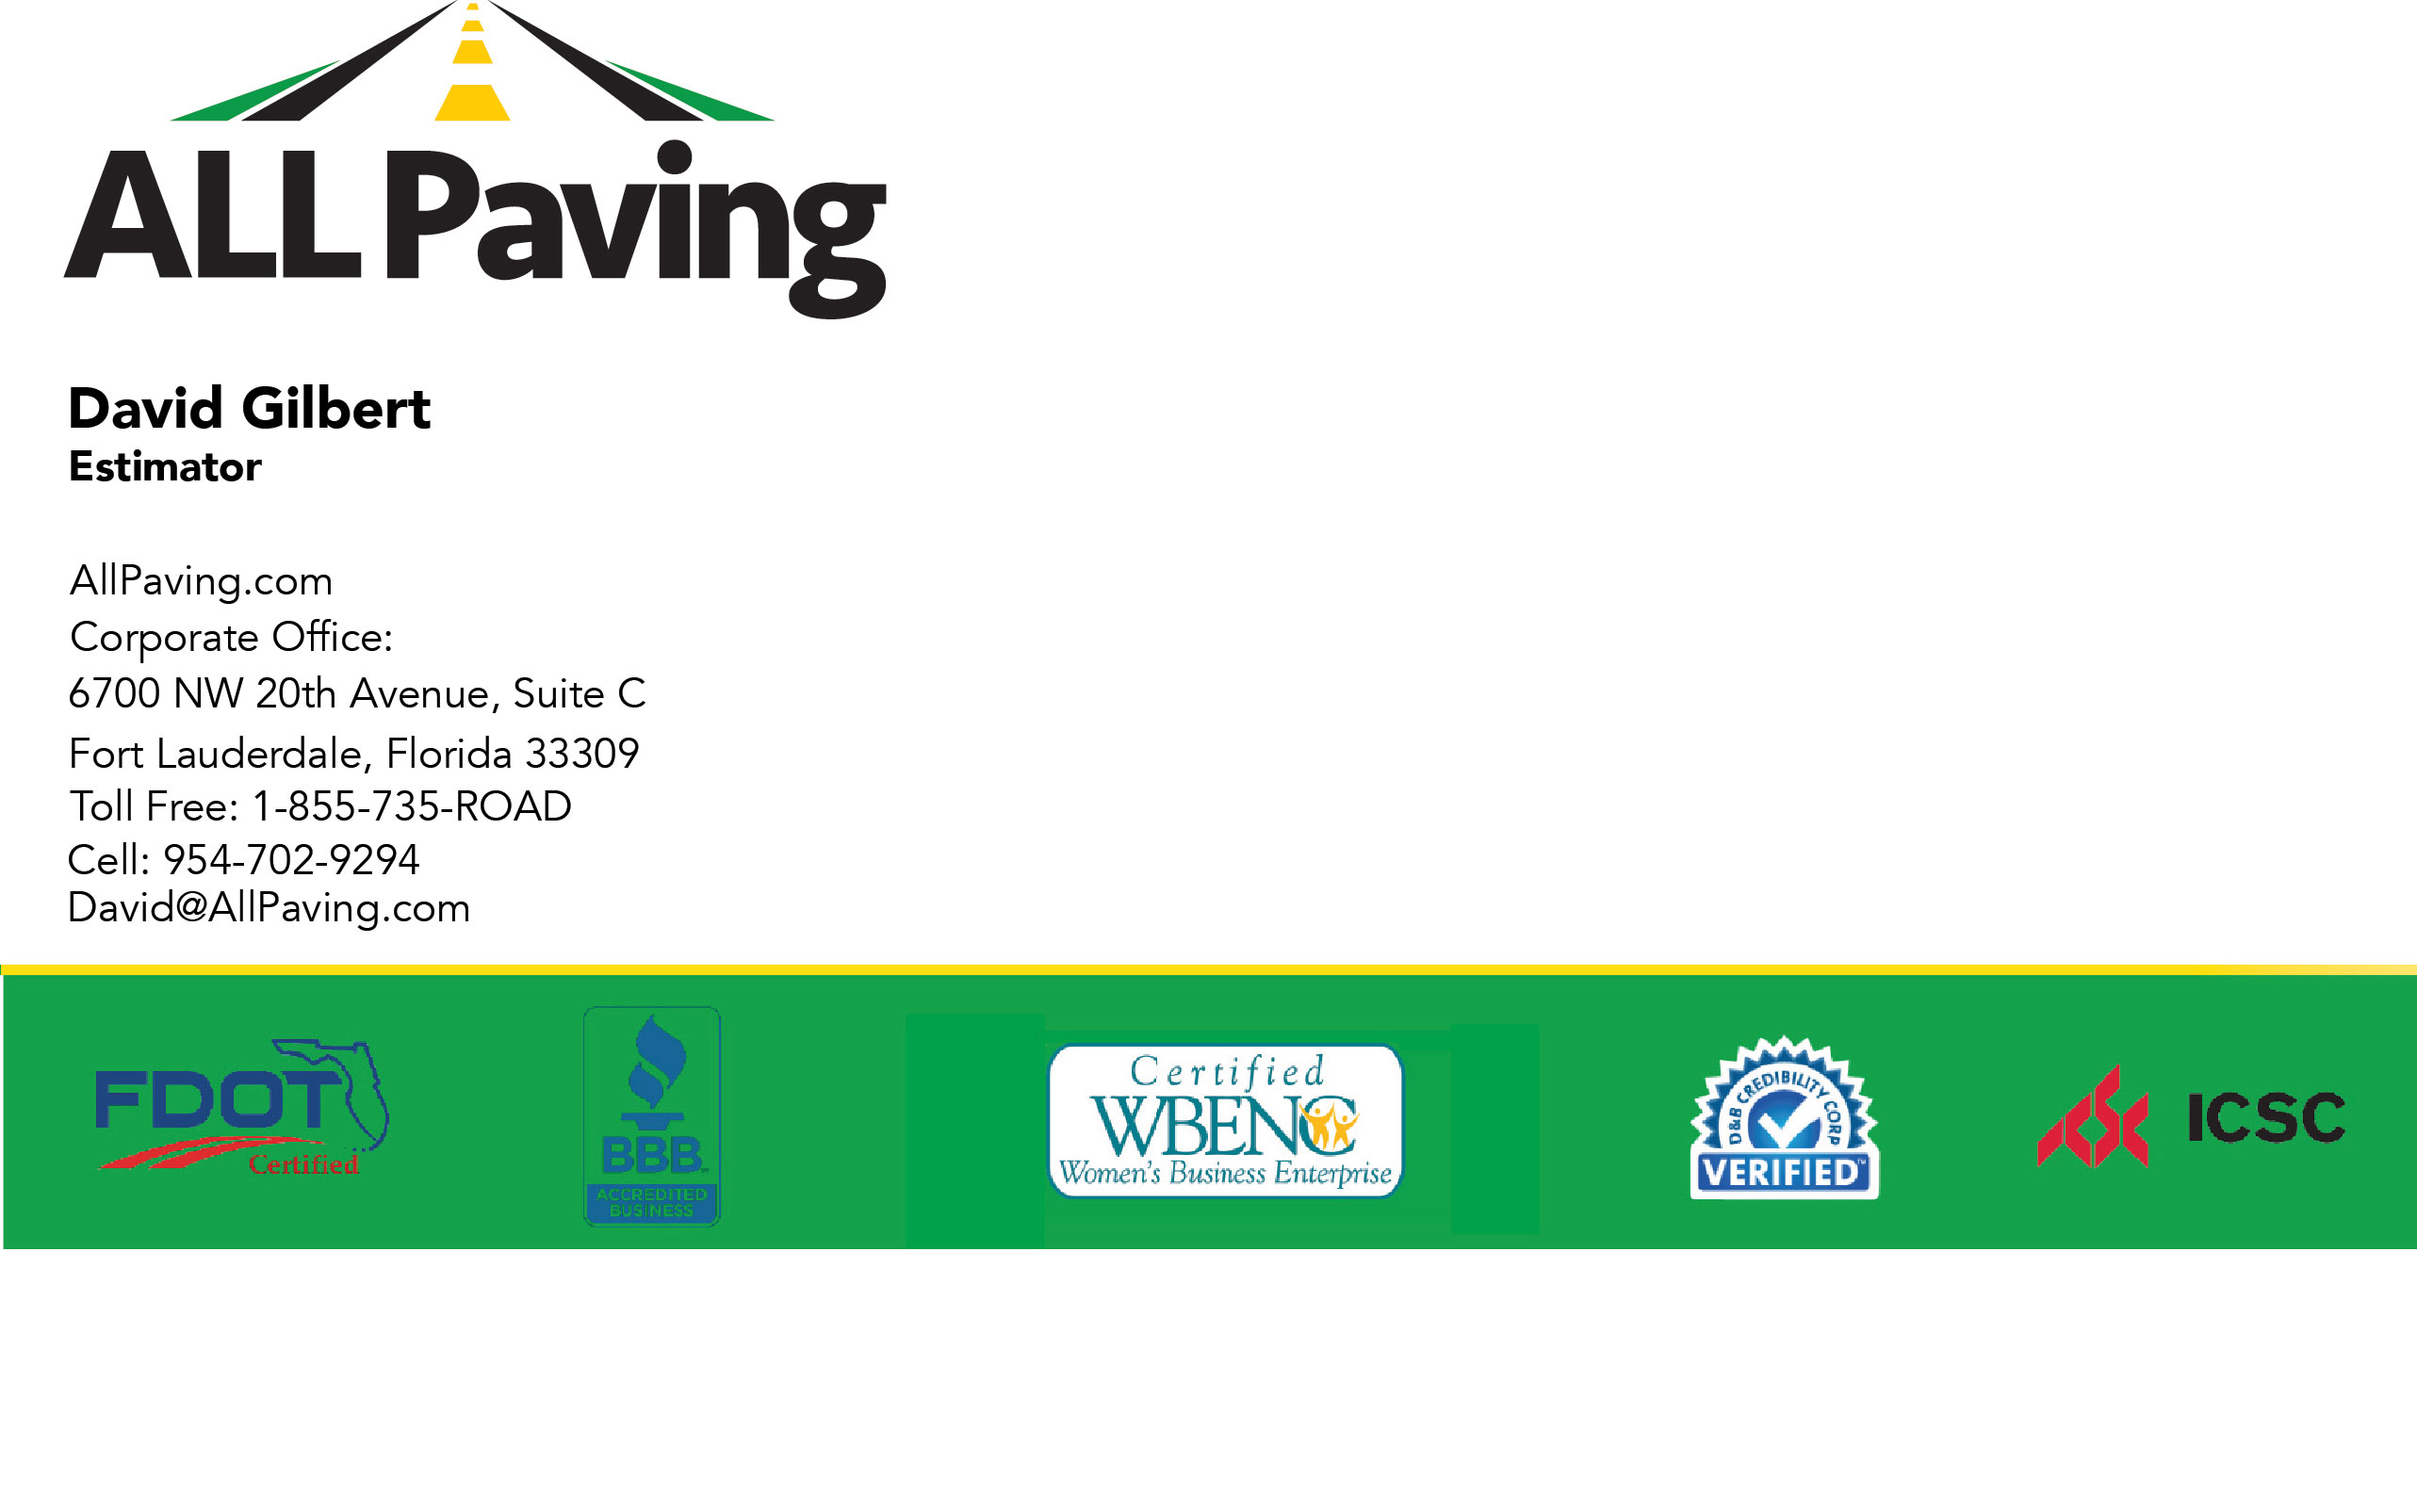 ALL Paving
David Gilbert
Estimator
AllPaving.com
Corporate Office:
6700 NW 20th Avenue, Suite C
Fort Lauderdale, Florida 33309
Toll Free: 1-855-735-ROAD
Cell: 954-702-9294
David@AllPaving.com
FDOT
Certified
BBB
ACCREDITED
BUSINESS
Certified
WBENC
Women's Business Enterprise
D&B CREDIBILITY CORP
VERIFIED™
ICSC